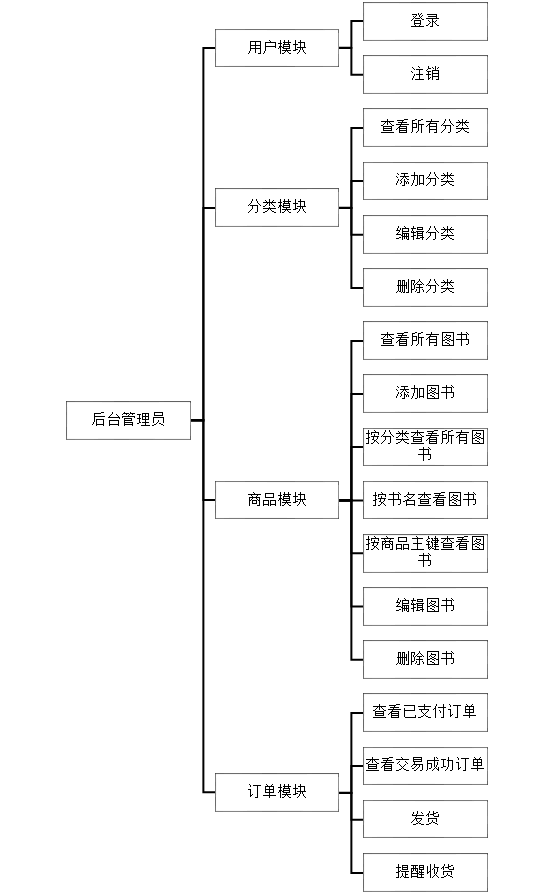 后台管理员
用户模块
登录
注销
分类模块
查看所有分类
添加分类
编辑分类
删除分类
商品模块
查看所有图书
添加图书
按分类查看所有图
书
按书名查看图书
按商品主键查看图
书
编辑图书
删除图书
订单模块
查看已支付订单
查看交易成功订单
发货
提醒收货